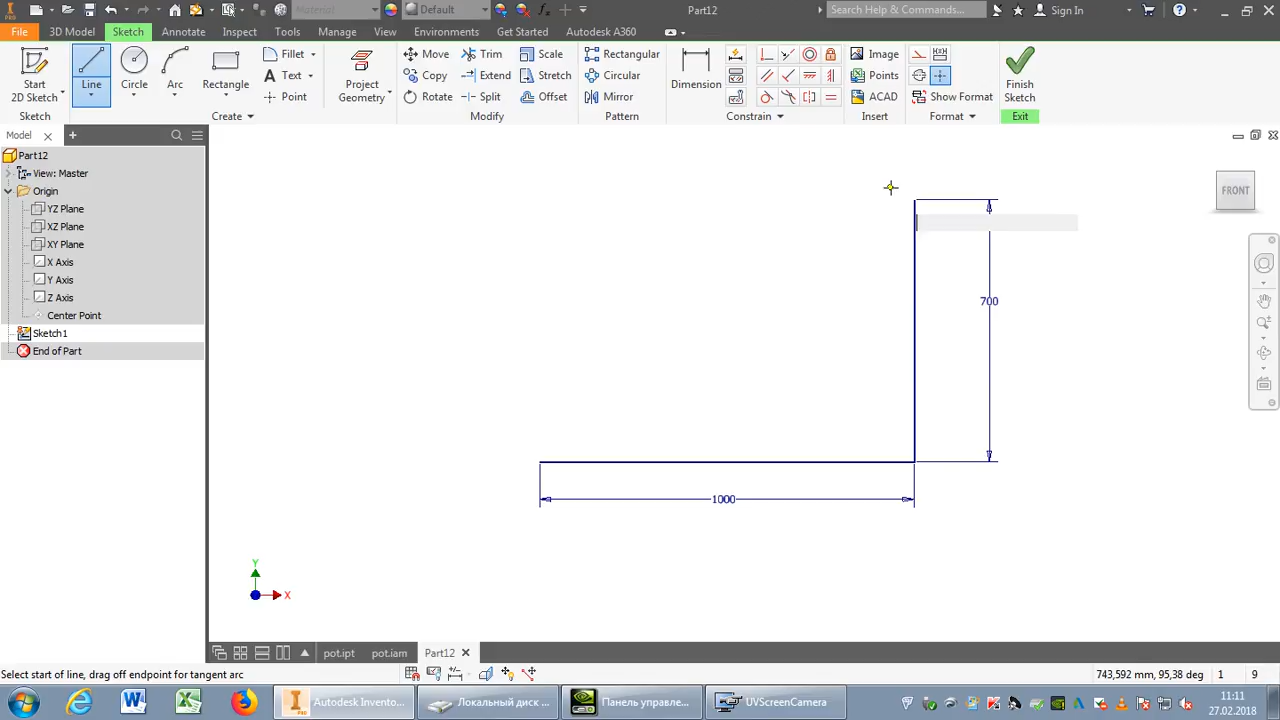 Material
Default
Part12
Search Help & Commands...
Sign In
File
3D Model
Sketch
Annotate
Inspect
Tools
Manage
View
Environments
Get Started
Autodesk A360
Start
2D Sketch
Line
Circle
Arc
Rectangle
Fillet
Text
Point
Project
Geometry
Move
Copy
Rotate
Trim
Extend
Split
Scale
Stretch
Offset
Rectangular
Circular
Mirror
Dimension
Image
Points
ACAD
Show Format
Finish
Sketch
Sketch
Create
Modify
Pattern
Constrain
Insert
Format
Exit
Model
Part12
View: Master
Origin
YZ Plane
XZ Plane
XY Plane
X Axis
Y Axis
Z Axis
Center Point
Sketch1
End of Part
FRONT
700
1000
Y
X
pot.ipt
pot.iam
Part12
Select start of line, drag off endpoint for tangent arc
743,592 mm, 95,38 deg
1
9
Autodesk Invento...
Локальный диск ...
Панель управле...
UVScreenCamera
11:11
27.02.2018